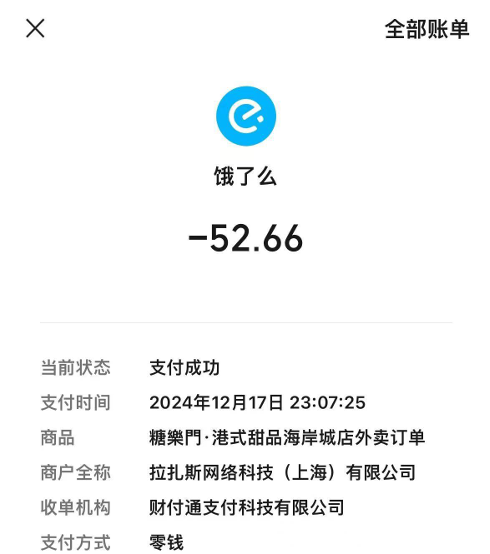 全部账单
饿了么
-52.66
当前状态 支付成功
支付时间 2024年12月17日 23:07:25
商品 糖樂門·港式甜品海岸城店外卖订单
商户全称 拉扎斯网络科技（上海）有限公司
收单机构 财付通支付科技有限公司
支付方式 零钱